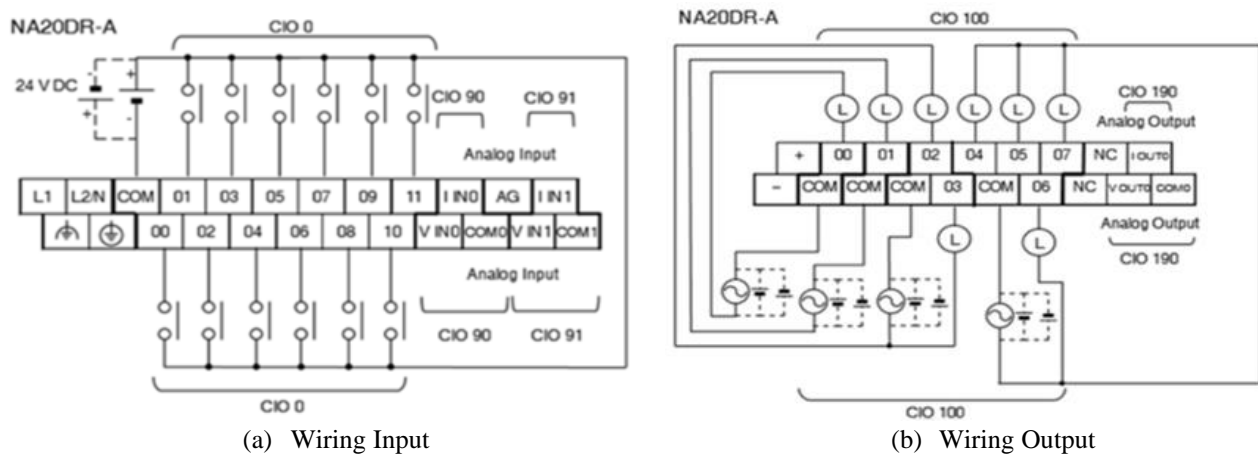 NA20DR-A
CIO 0
24 V DC
-
+
+
-
CIO 90
CIO 91
Analog Input
L1 L2/N COM 01 03 05 07 09 11 I IN0 AG I IN1
00 02 04 06 08 10 V IN0 COM0 V IN1 COM1
Analog Input
CIO 90
CIO 91
CIO 0
(a) Wiring Input
NA20DR-A
CIO 100
CIO 190
Analog Output
L L L L L L
+ 00 01 02 04 05 07 NC I OUT0
- COM COM COM 03 COM 06 NC V OUT0 COM0
L L
Analog Output
CIO 190
CIO 100
(b) Wiring Output